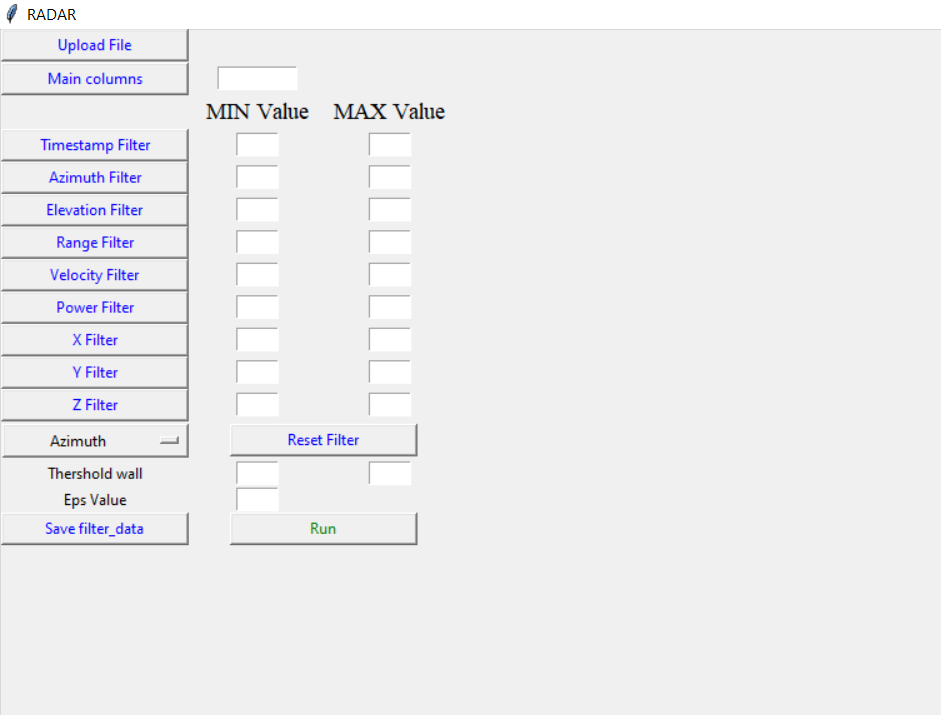 RADAR
Upload File
Main columns
MIN Value MAX Value
Timestamp Filter
Azimuth Filter
Elevation Filter
Range Filter
Velocity Filter
Power Filter
X Filter
Y Filter
Z Filter
Azimuth Reset Filter
Thershold wall
Eps Value
Save filter_data Run